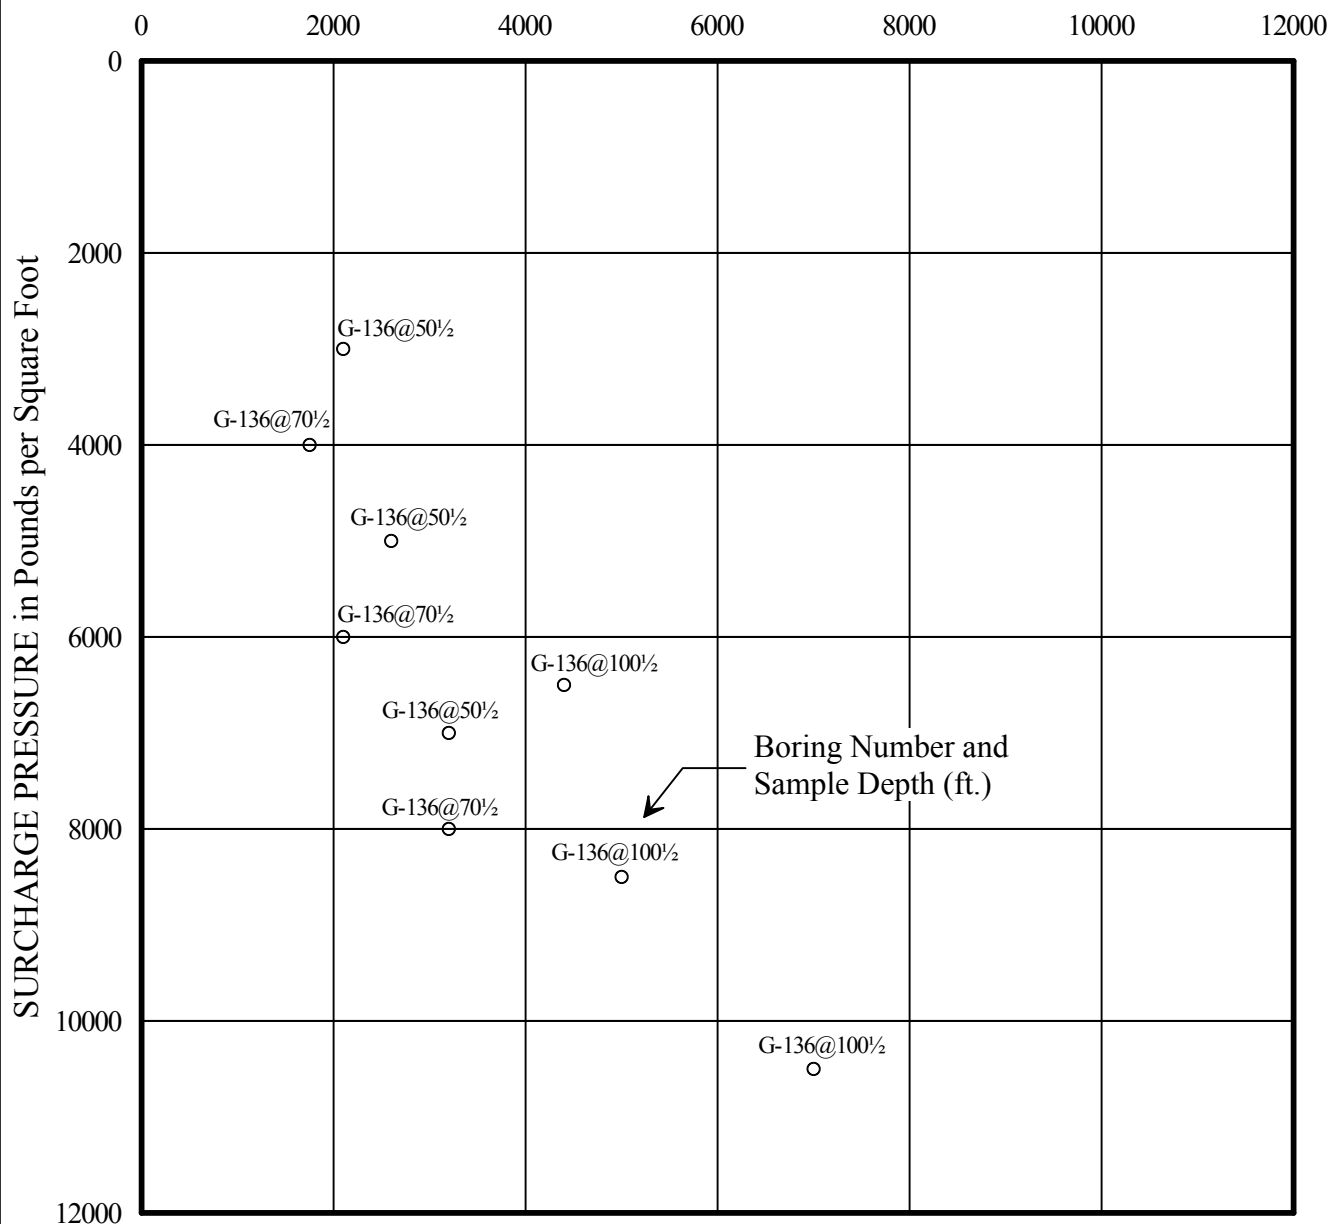 0 2000 4000 6000 8000 10000 12000
0
SURCHARGE PRESSURE in Pounds per Square Foot
2000
G-136@50½
G-136@70½
4000
G-136@50½
G-136@70½
6000
G-136@100½
G-136@50½
Boring Number and
Sample Depth (ft.)
G-136@70½
8000
G-136@100½
10000
G-136@100½
12000